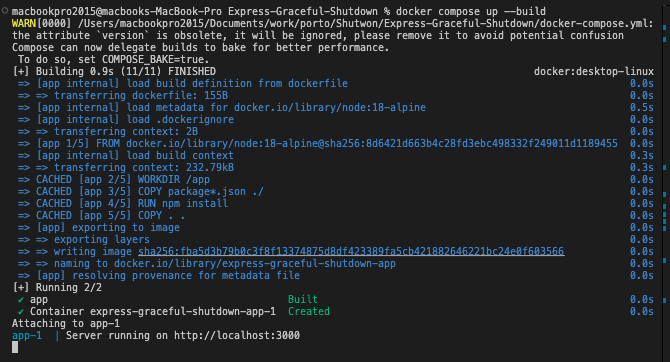 macbookpro2015@macbooks-MacBook-Pro Express-Graceful-Shutdown % docker compose up --build
WARN[0000] /Users/macbookpro2015/Documents/work/porto/Shutwon/Express-Graceful-Shutdown/docker-compose.yml:
the attribute `version` is obsolete, it will be ignored, please remove it to avoid potential confusion
Compose can now delegate builds to bake for better performance.
 To do so, set COMPOSE_BAKE=true.
[+] Building 0.9s (11/11) FINISHED docker:desktop-linux
 => [app internal] load build definition from dockerfile 0.0s
 => => transferring dockerfile: 155B 0.0s
 => [app internal] load metadata for docker.io/library/node:18-alpine 0.5s
 => [app internal] load .dockerignore 0.0s
 => => transferring context: 2B 0.0s
 => [app 1/5] FROM docker.io/library/node:18-alpine@sha256:8d6421d663b4c28fd3ebc498332f249011d1189455 0.0s
 => [app internal] load build context 0.3s
 => => transferring context: 232.79kB 0.3s
 => CACHED [app 2/5] WORKDIR /app 0.0s
 => CACHED [app 3/5] COPY package*.json ./ 0.0s
 => CACHED [app 4/5] RUN npm install 0.0s
 => CACHED [app 5/5] COPY . . 0.0s
 => [app] exporting to image 0.0s
 => => exporting layers 0.0s
 => => writing image sha256:fba5d3b79b0c3f8f13374875d8df423389fa5cb421882646221bc24e0f603566 0.0s
 => => naming to docker.io/library/express-graceful-shutdown-app 0.0s
 => [app] resolving provenance for metadata file 0.0s
[+] Running 2/2
 ✔ app Built 0.0s
 ✔ Container express-graceful-shutdown-app-1 Created 0.0s
Attaching to app-1
app-1 | Server running on http://localhost:3000